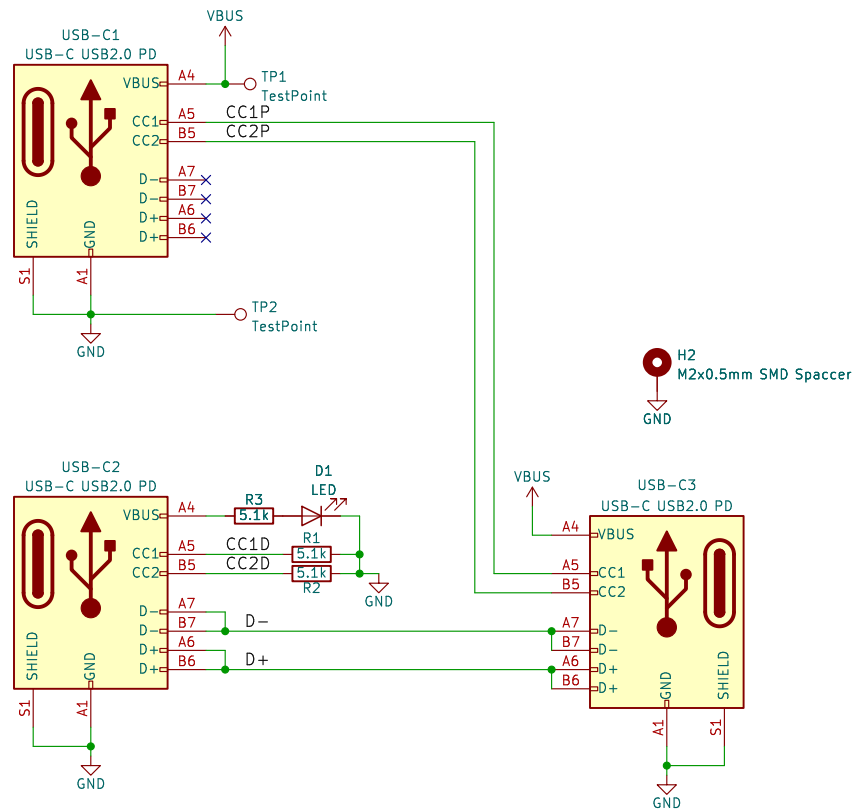 VBUS
USB-C1
USB-C USB2.0 PD
VBUS
A4
TP1
TestPoint
CC1
A5
CC1P
CC2
B5
CC2P
D-
A7
D-
B7
D+
A6
D+
B6
SHIELD
GND
S1
A1
TP2
TestPoint
GND
H2
M2x0.5mm SMD Spaccer
GND
USB-C2
USB-C USB2.0 PD
VBUS
A4
R3
5.1k
D1
LED
CC1
A5
CC1D
R1
5.1k
CC2
B5
CC2D
5.1k
R2
GND
D-
A7
D-
B7
D-
D+
A6
D+
B6
D+
SHIELD
GND
S1
A1
GND
VBUS
USB-C3
USB-C USB2.0 PD
A4
VBUS
A5
CC1
B5
CC2
A7
D-
B7
D-
A6
D+
B6
D+
GND
SHIELD
A1
S1
GND